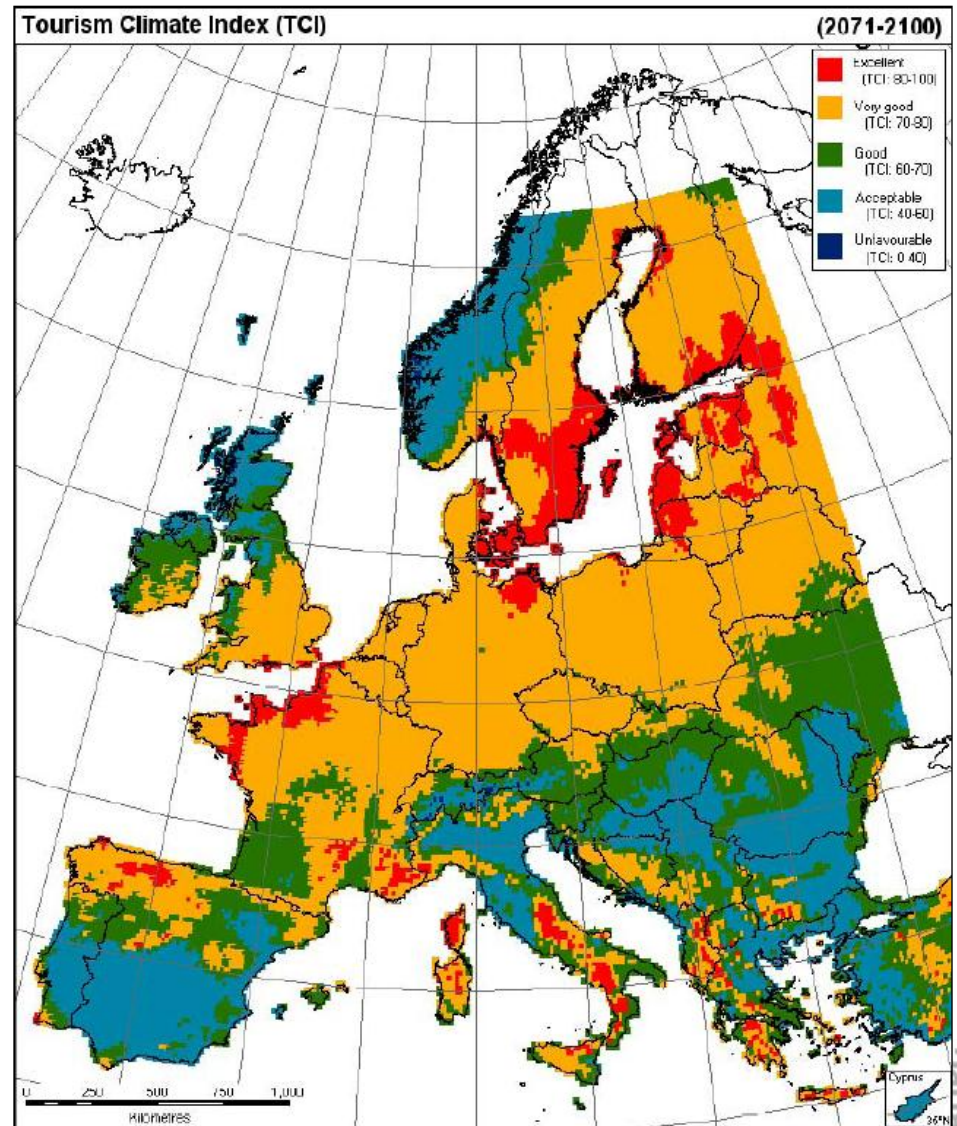 Tourism Climate Index (TCI) (2071-2100)
Excellent
(TCI: 80-100)
Very good
(TCI: 70-80)
Good
(TCI: 60-70)
Acceptable
(TCI: 40-60)
Unfavourable
(TCI: 0-40)
0 250 500 750 1,000
Kilometres
Cyprus
35°N